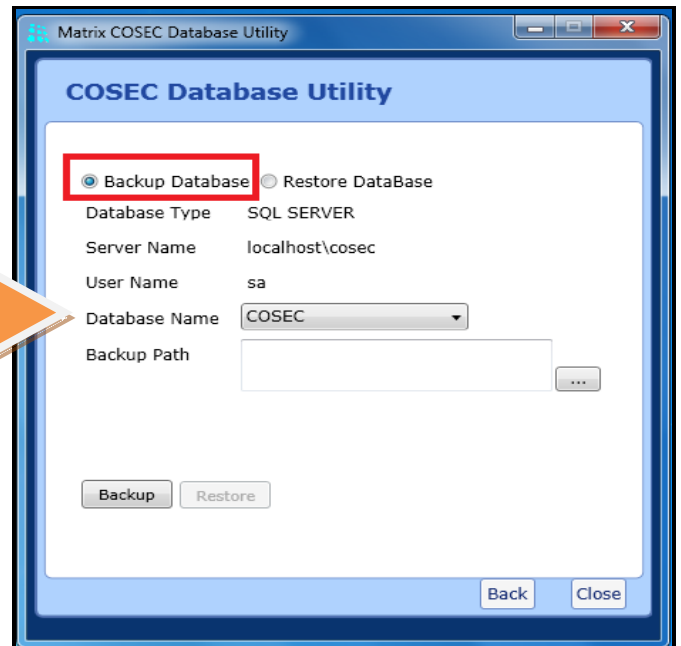 Matrix COSEC Database Utility
COSEC Database Utility
Backup Database Restore DataBase
Database Type SQL SERVER
Server Name localhost\cosec
User Name sa
Database Name COSEC
Backup Path
...
Backup Restore
Back Close